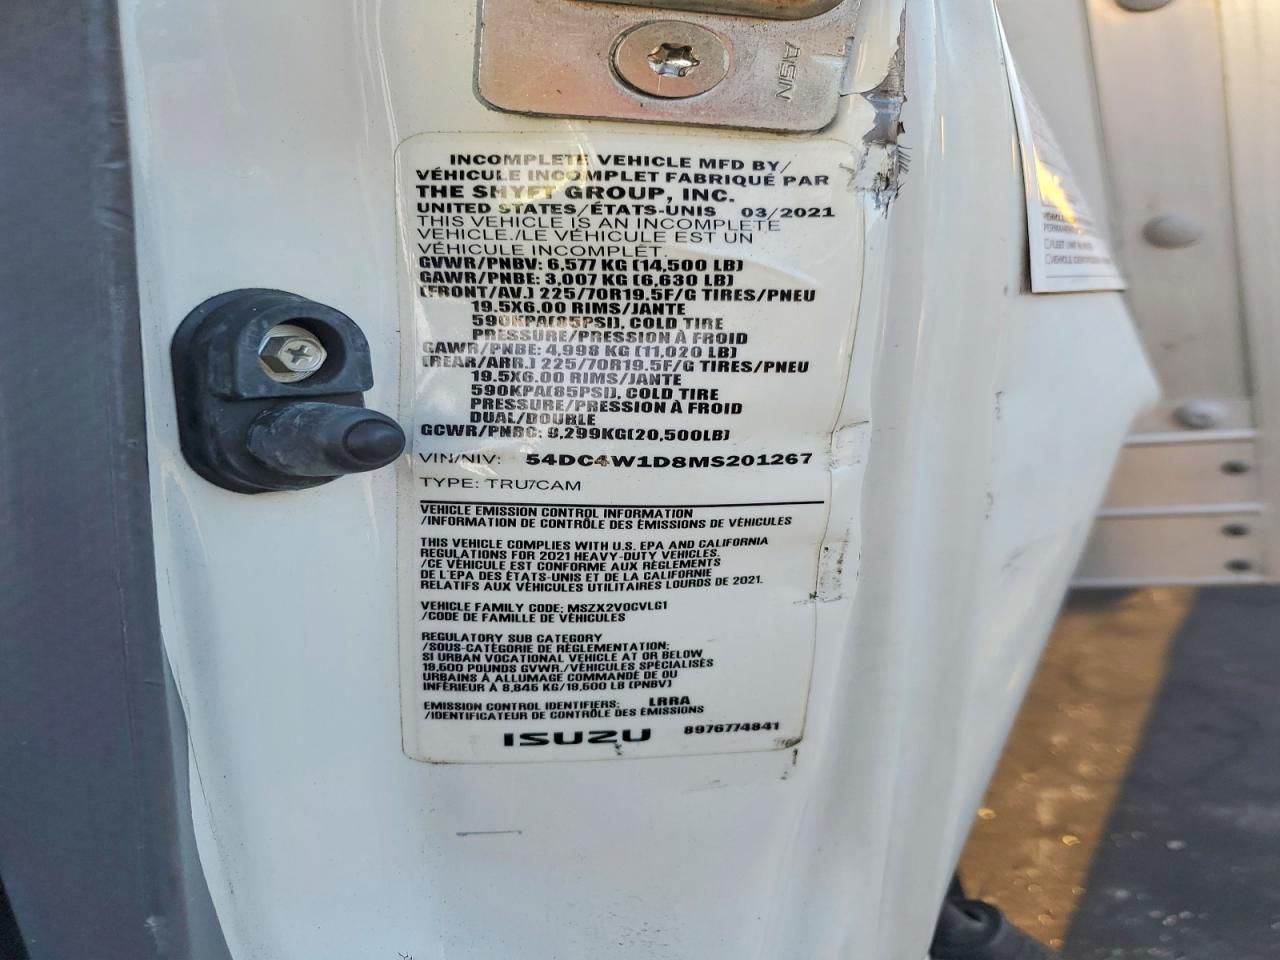 AISIN
INCOMPLETE VEHICLE MFD BY/
VÉHICULE INCOMPLET FABRIQUÉ PAR
THE SHYFT GROUP, INC.
UNITED STATES/ÉTATS-UNIS 03/2021
THIS VEHICLE IS AN INCOMPLETE
VEHICLE./LE VÉHICULE EST UN
VÉHICULE INCOMPLET.
GVWR/PNBV: 6,577 KG (14,500 LB)
GAWR/PNBE: 3,007 KG (6,630 LB)
(FRONT/AV.) 225/70R19.5F/G TIRES/PNEU
19.5X6.00 RIMS/JANTE
590KPA(85PSI), COLD TIRE
PRESSURE/PRESSION À FROID
GAWR/PNBE: 4,998 KG (11,020 LB)
(REAR/ARR.) 225/70R19.5F/G TIRES/PNEU
19.5X6.00 RIMS/JANTE
590KPA(85PSI), COLD TIRE
PRESSURE/PRESSION À FROID
DUAL/DOUBLE
GCWR/PNBC: 9,299KG(20,500LB)
VIN/NIV: 54DC4W1D8MS201267
TYPE: TRU/CAM
VEHICLE EMISSION CONTROL INFORMATION
/INFORMATION DE CONTRÔLE DES ÉMISSIONS DE VÉHICULES
THIS VEHICLE COMPLIES WITH U.S. EPA AND CALIFORNIA
REGULATIONS FOR 2021 HEAVY-DUTY VEHICLES.
/CE VÉHICULE EST CONFORME AUX RÈGLEMENTS
DE L'EPA DES ÉTATS-UNIS ET DE LA CALIFORNIE
RELATIFS AUX VÉHICULES UTILITAIRES LOURDS DE 2021.
VEHICLE FAMILY CODE: MSZX2VOCVLG1
/CODE DE FAMILLE DE VÉHICULES
REGULATORY SUB CATEGORY
/SOUS-CATÉGORIE DE RÉGLEMENTATION:
SI URBAN VOCATIONAL VEHICLE AT OR BELOW
19,500 POUNDS GVWR./VÉHICULES SPÉCIALISÉS
URBAINS À ALLUMAGE COMMANDE DE OU
INFÉRIEUR À 8,845 KG/19,500 LB (PNBV)
EMISSION CONTROL IDENTIFIERS: LRRA
/IDENTIFICATEUR DE CONTRÔLE DES ÉMISSIONS
ISUZU 8976774841